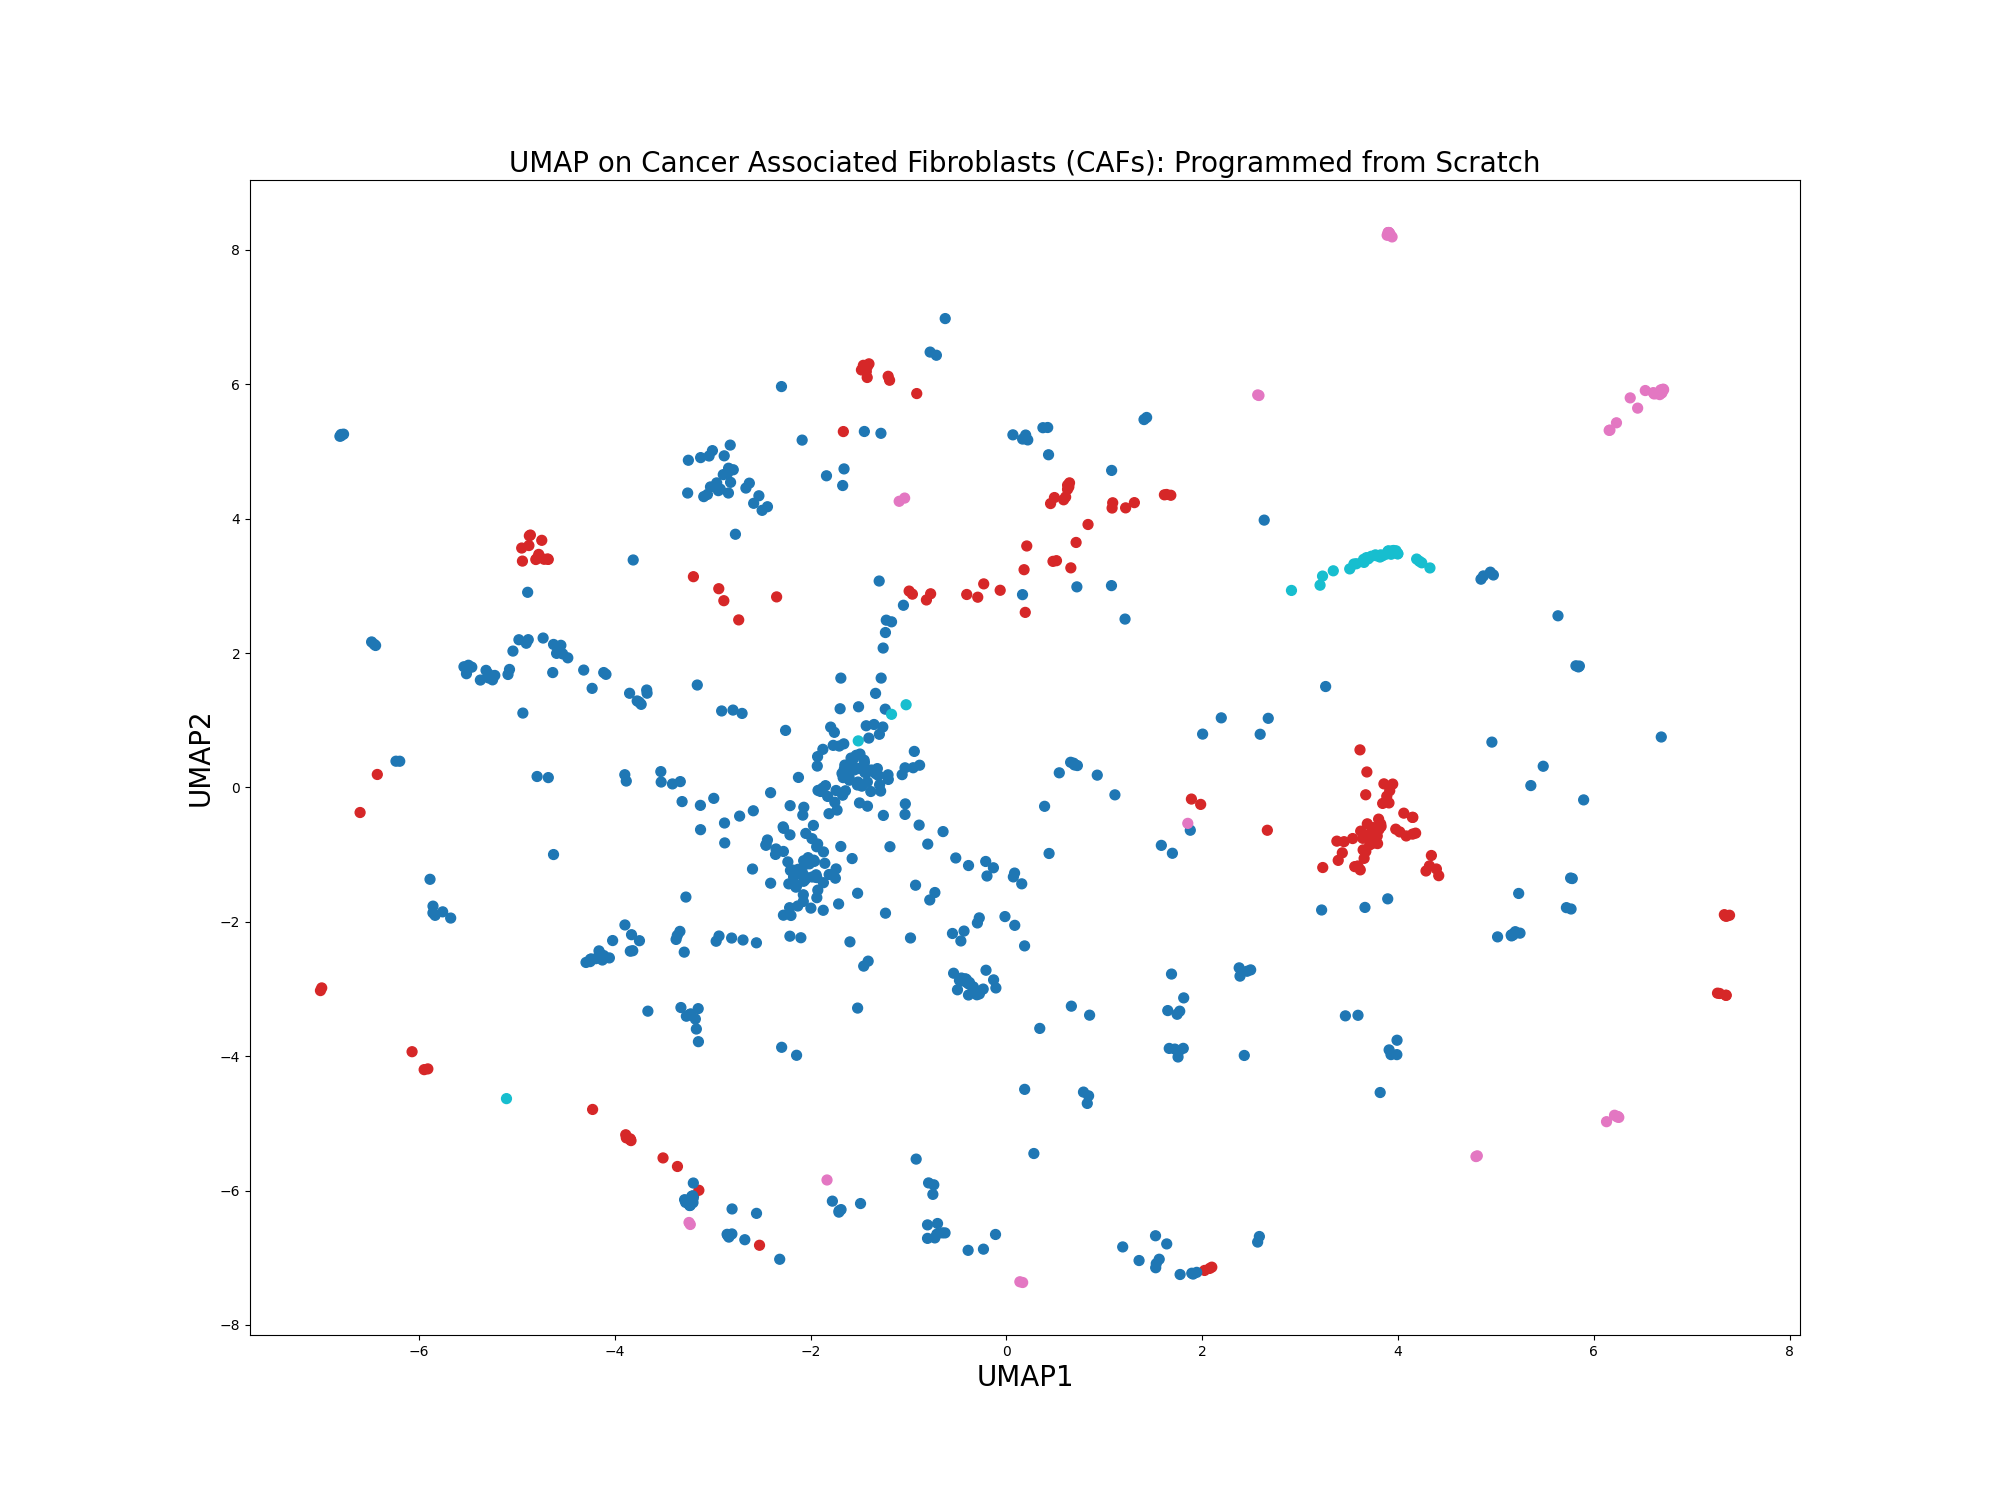 UMAP on Cancer Associated Fibroblasts (CAFs): Programmed from Scratch
8
6
4
2
0
−2
−4
−6
−8
UMAP2
−6 −4 −2 0 2 4 6 8
UMAP1